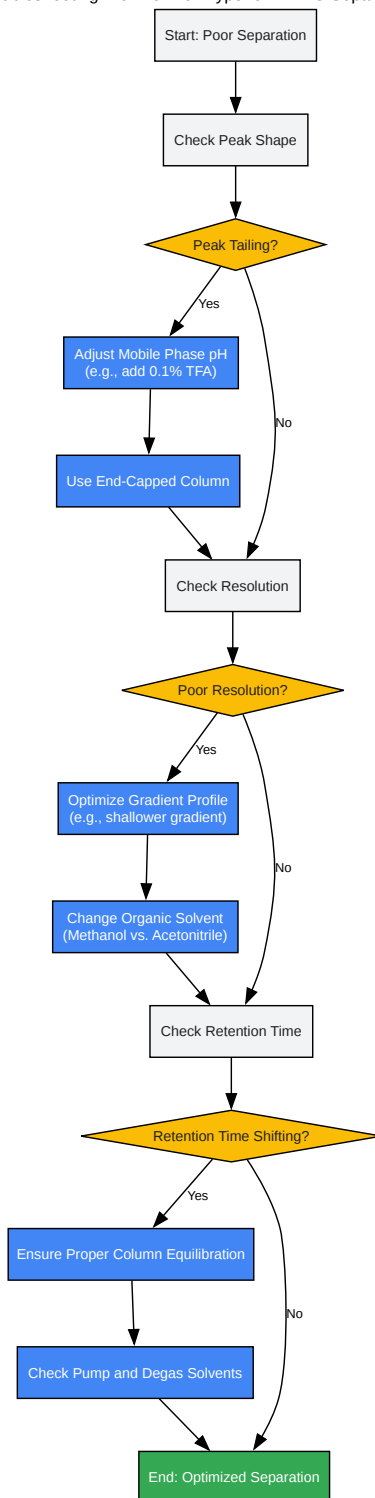 Start: Poor Separation
Check Peak Shape
Peak Tailing?
Yes
Adjust Mobile Phase pH
(e.g., add 0.1% TFA)
No
Use End-Capped Column
Check Resolution
Poor Resolution?
Yes
Optimize Gradient Profile
(e.g., shallower gradient)
No
Change Organic Solvent
(Methanol vs. Acetonitrile)
Check Retention Time
Retention Time Shifting?
Yes
Ensure Proper Column Equilibration
No
Check Pump and Degas Solvents
End: Optimized Separation